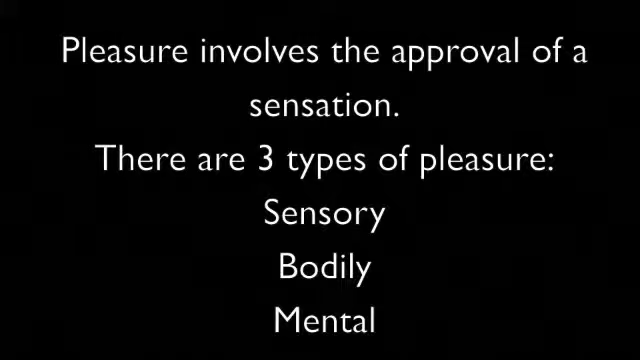 Pleasure involves the approval of a
sensation.
There are 3 types of pleasure:
Sensory
Bodily
Mental